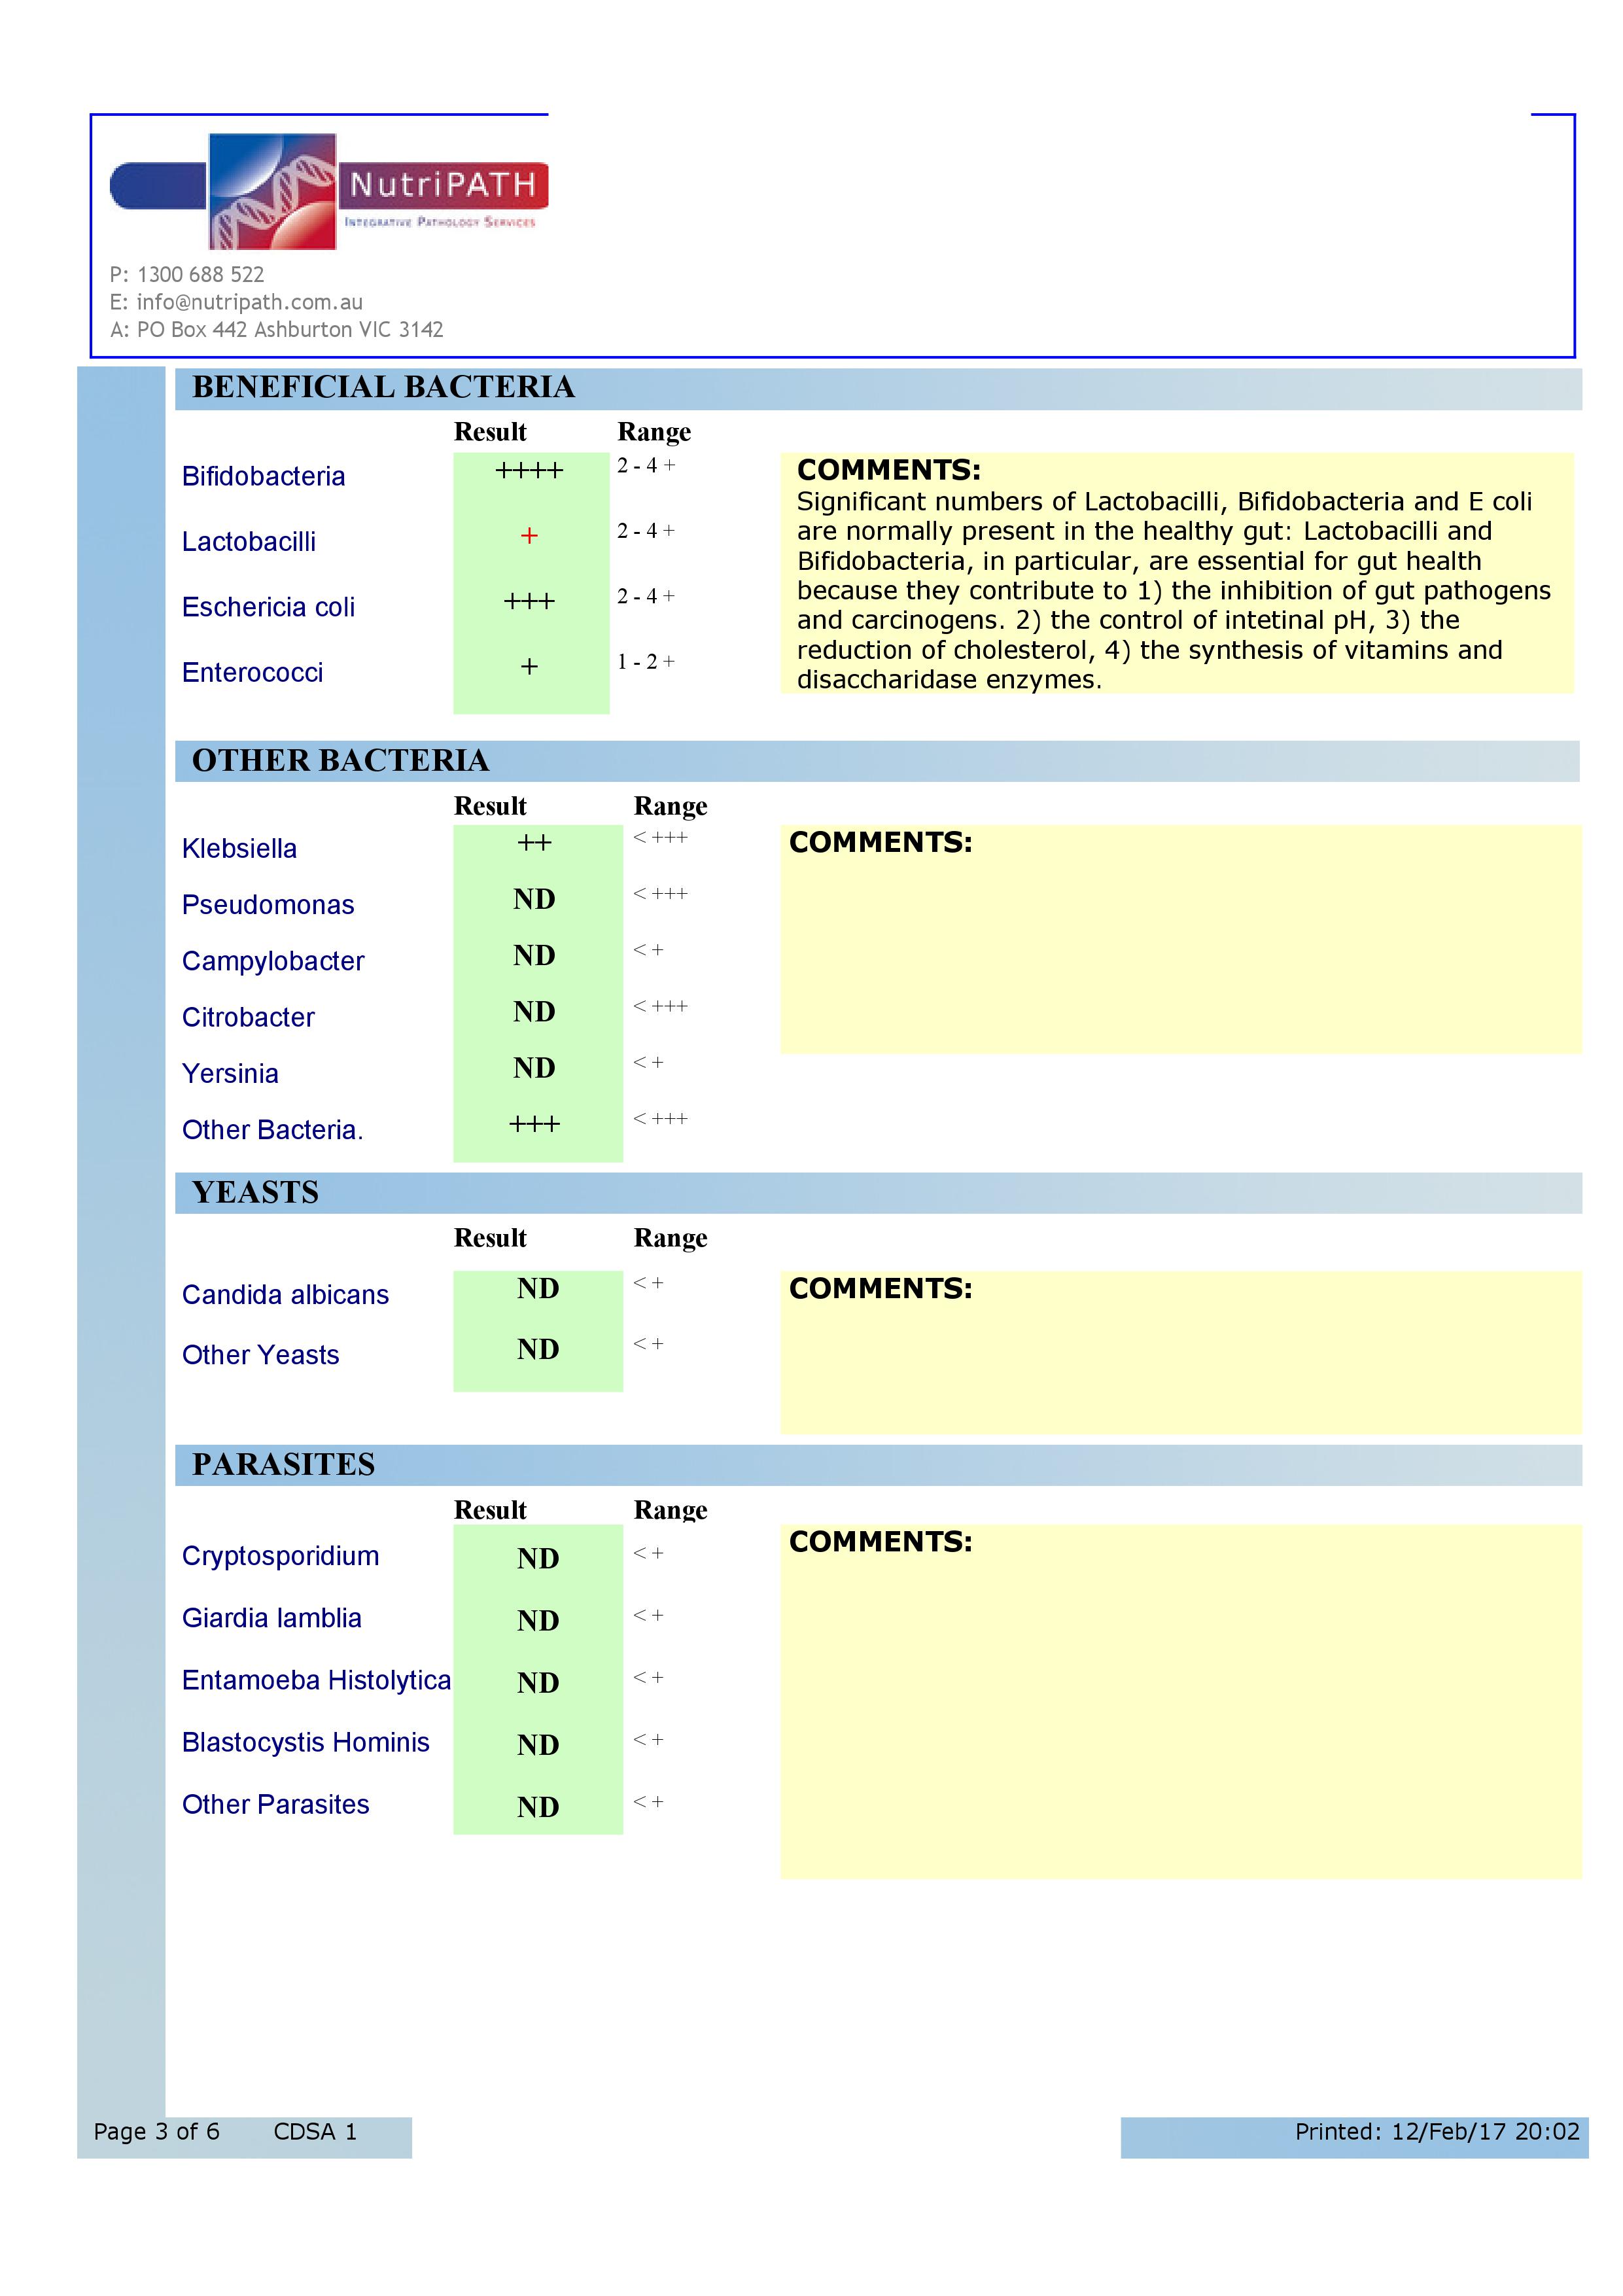 NutriPATH
INTEGRATIVE PATHOLOGY SERVICES
P: 1300 688 522
E: info@nutripath.com.au
A: PO Box 442 Ashburton VIC 3142
BENEFICIAL BACTERIA
Result Range
Bifidobacteria ++++ 2 - 4 +
Lactobacilli + 2 - 4 +
Eschericia coli +++ 2 - 4 +
Enterococci + 1 - 2 +
COMMENTS:
Significant numbers of Lactobacilli, Bifidobacteria and E coli
are normally present in the healthy gut: Lactobacilli and
Bifidobacteria, in particular, are essential for gut health
because they contribute to 1) the inhibition of gut pathogens
and carcinogens. 2) the control of intetinal pH, 3) the
reduction of cholesterol, 4) the synthesis of vitamins and
disaccharidase enzymes.
OTHER BACTERIA
Result Range
Klebsiella ++ < +++
Pseudomonas ND < +++
Campylobacter ND < +
Citrobacter ND < +++
Yersinia ND < +
Other Bacteria. +++ < +++
COMMENTS:
YEASTS
Result Range
Candida albicans ND < +
Other Yeasts ND < +
COMMENTS:
PARASITES
Result Range
Cryptosporidium ND < +
Giardia lamblia ND < +
Entamoeba Histolytica ND < +
Blastocystis Hominis ND < +
Other Parasites ND < +
COMMENTS:
Page 3 of 6 CDSA 1
Printed: 12/Feb/17 20:02